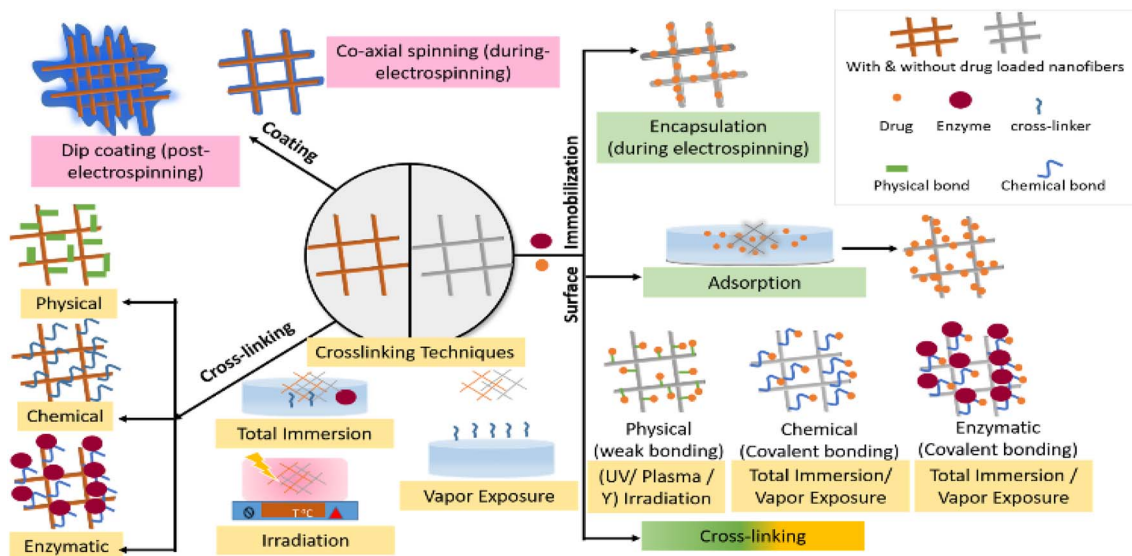 Co-axial spinning (during-
electrospinning)
Dip coating (post-
electrospinning)
Coating
Physical
Chemical
Enzymatic
Cross-linking
Crosslinking Techniques
Total Immersion
T °C
Irradiation
Vapor Exposure
Surface Immobilization
Encapsulation
(during electrospinning)
Adsorption
With & without drug loaded nanofibers
Drug
Enzyme
cross-linker
Physical bond
Chemical bond
Physical
(weak bonding)
(UV/ Plasma /
Y) Irradiation
Chemical
(Covalent bonding)
Total Immersion/
Vapor Exposure
Enzymatic
(Covalent bonding)
Total Immersion /
Vapor Exposure
Cross-linking